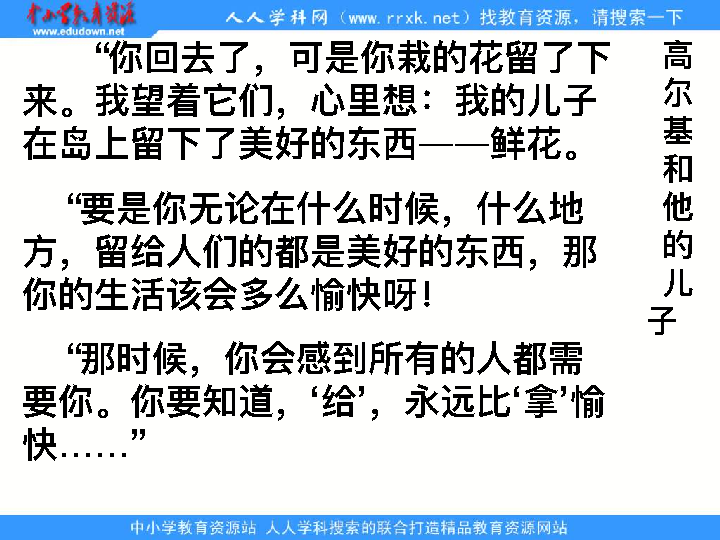 中小学教育资源
www.edudown.net
人人学科网（www.rrxk.net）找教育资源，请搜索一下
“你回去了，可是你栽的花留了下
来。我望着它们，心里想：我的儿子
在岛上留下了美好的东西——鲜花。
“要是你无论在什么时候，什么地
方，留给人们的都是美好的东西，那
你的生活该会多么愉快呀！
“那时候，你会感到所有的人都需
要你。你要知道，‘给’，永远比‘拿’愉
快……”
高
尔
基
和
他
的
儿
子
中小学教育资源站 人人学科搜索的联合打造精品教育资源网站